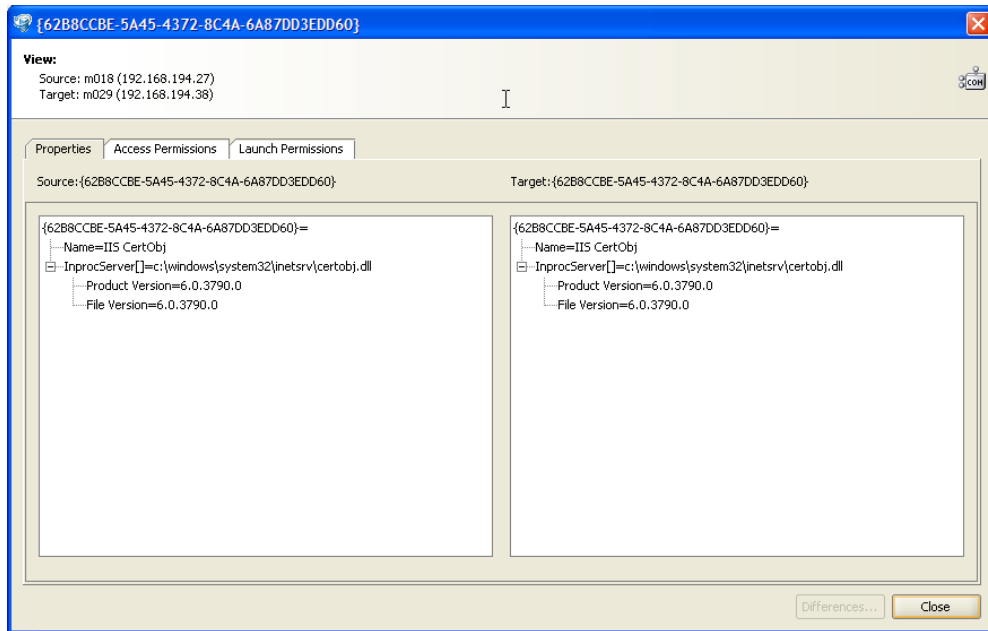 {62B8CCBE-5A45-4372-8C4A-6A87DD3EDD60}
View:
Source: m018 (192.168.194.27)
Target: m029 (192.168.194.38)
COM
Properties Access Permissions Launch Permissions
Source:{62B8CCBE-5A45-4372-8C4A-6A87DD3EDD60} Target:{62B8CCBE-5A45-4372-8C4A-6A87DD3EDD60}
{62B8CCBE-5A45-4372-8C4A-6A87DD3EDD60}=
Name=IIS CertObj
InprocServer[]=c:\windows\system32\inetsrv\certobj.dll
Product Version=6.0.3790.0
File Version=6.0.3790.0
{62B8CCBE-5A45-4372-8C4A-6A87DD3EDD60}=
Name=IIS CertObj
InprocServer[]=c:\windows\system32\inetsrv\certobj.dll
Product Version=6.0.3790.0
File Version=6.0.3790.0
Differences... Close